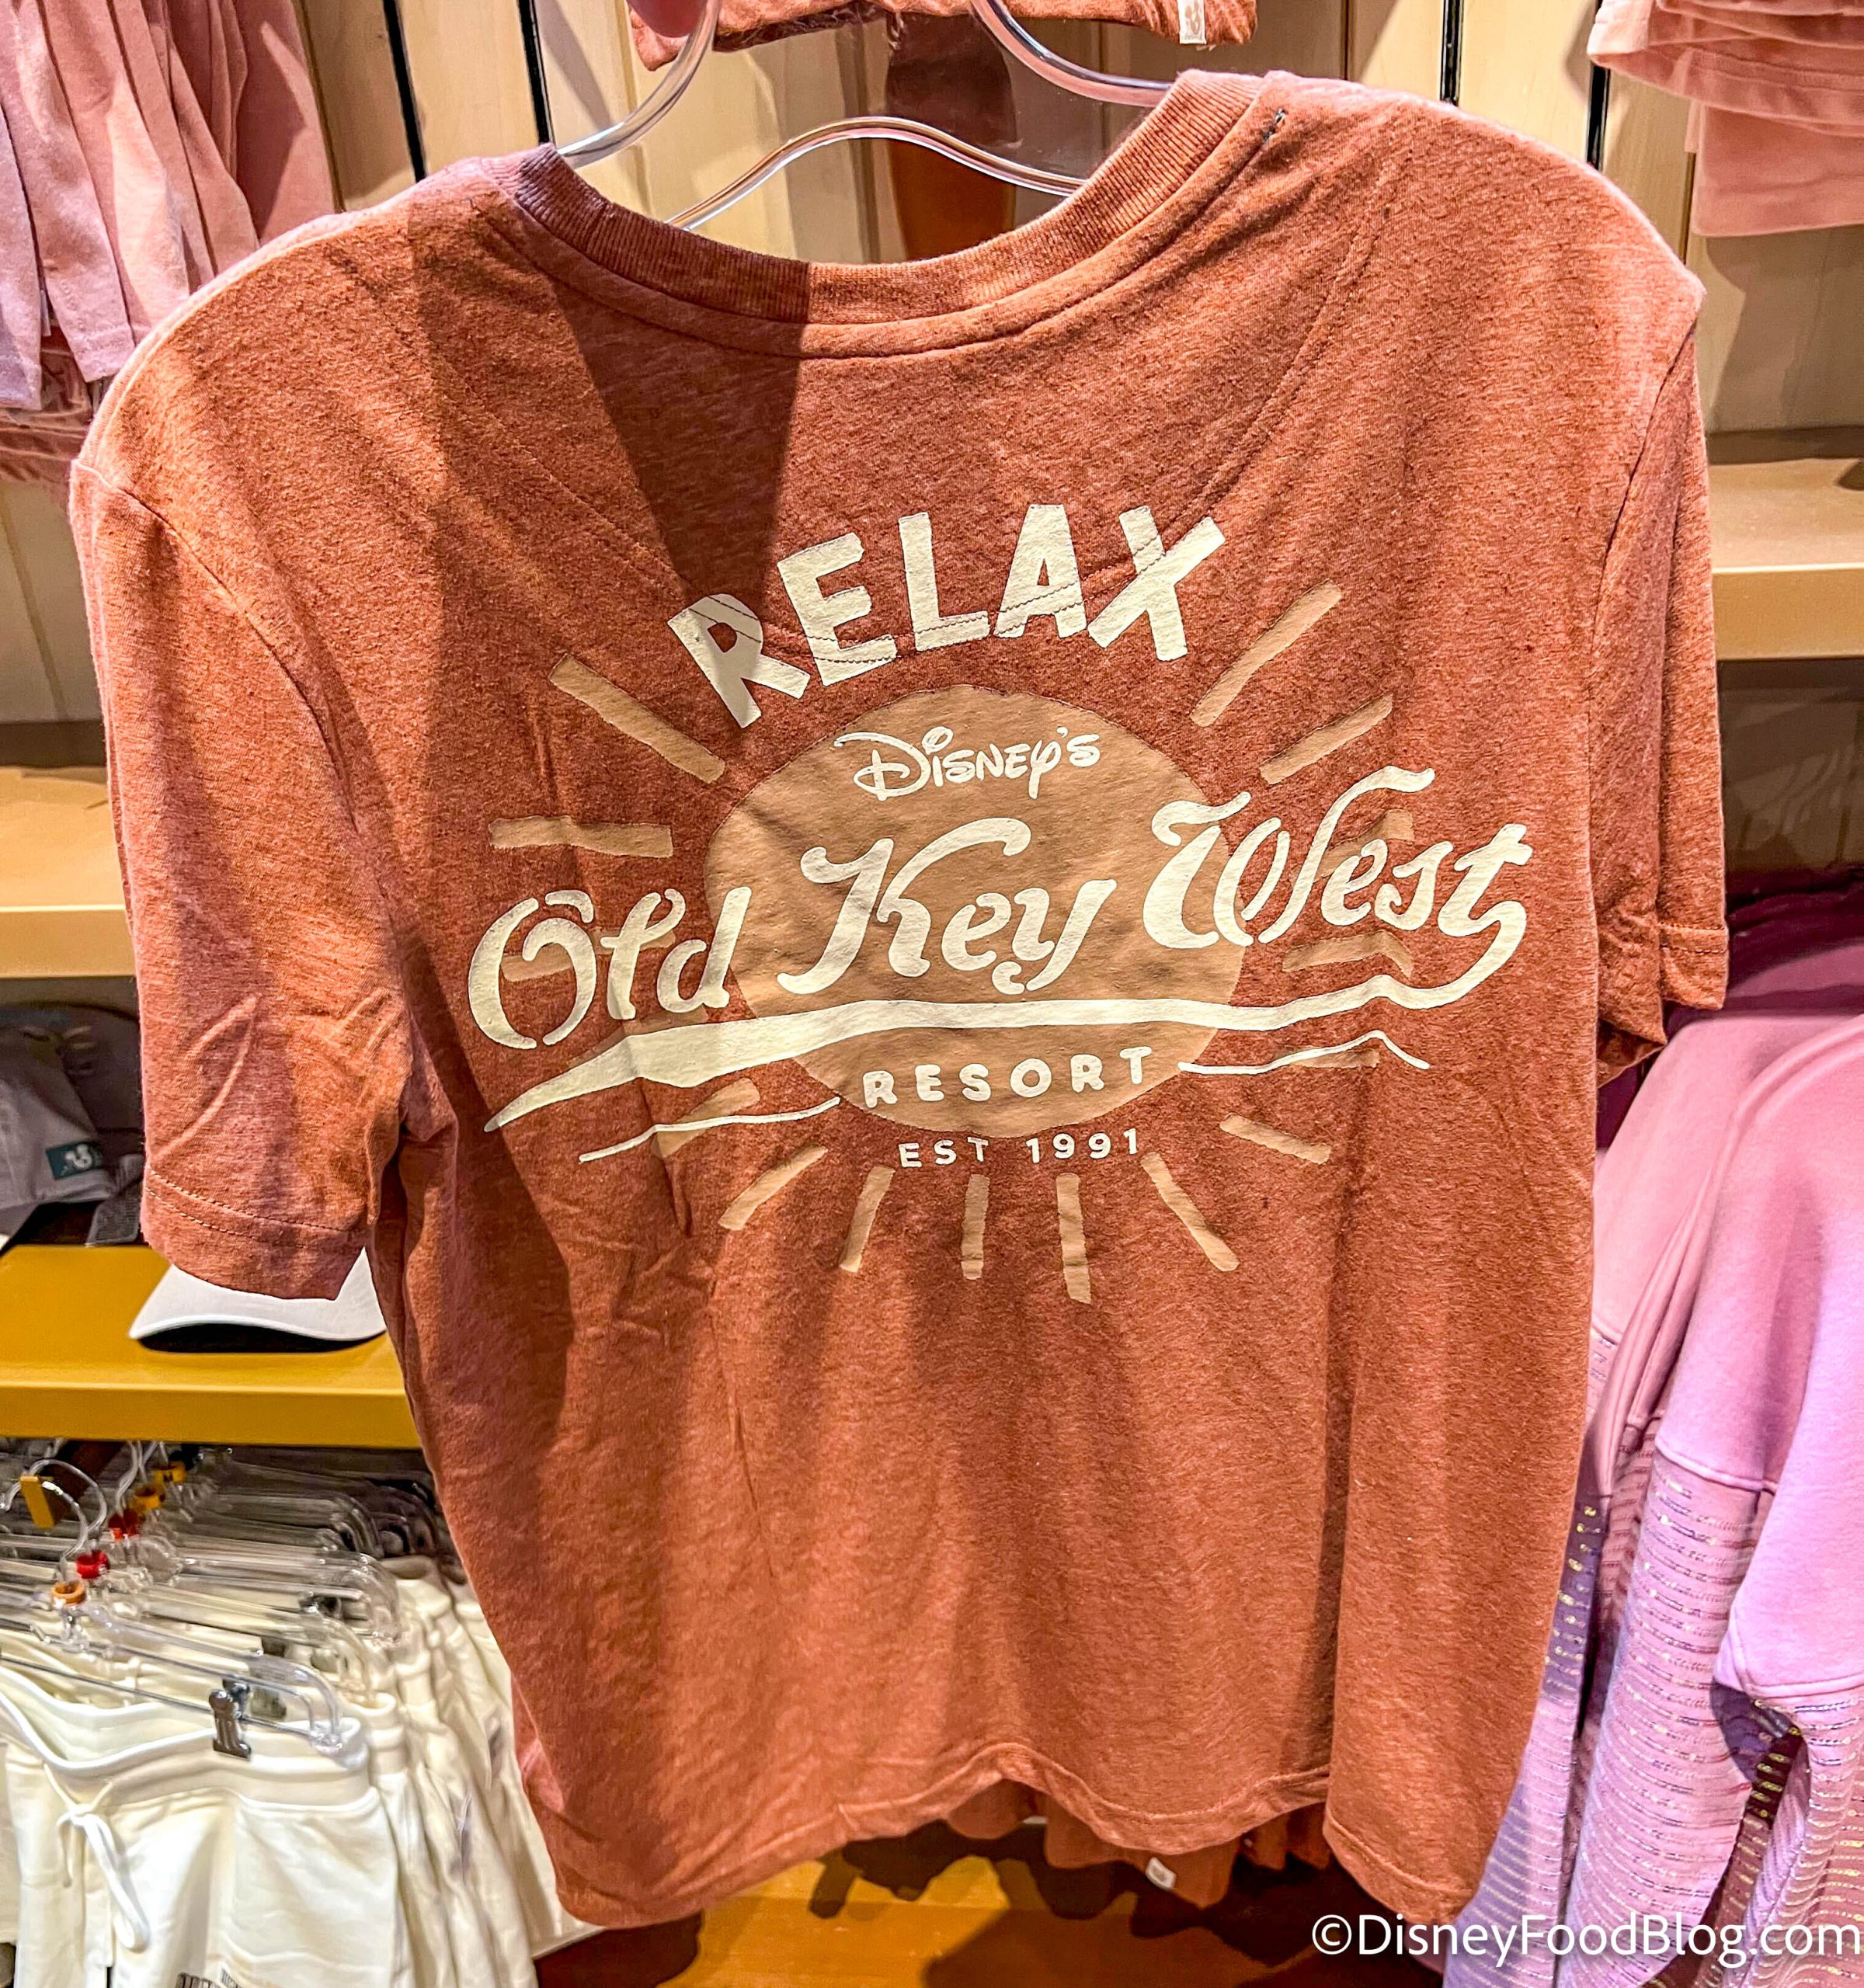 RELAX
Disney's
Old Key West
RESORT
EST 1991
©DisneyFoodBlog.com